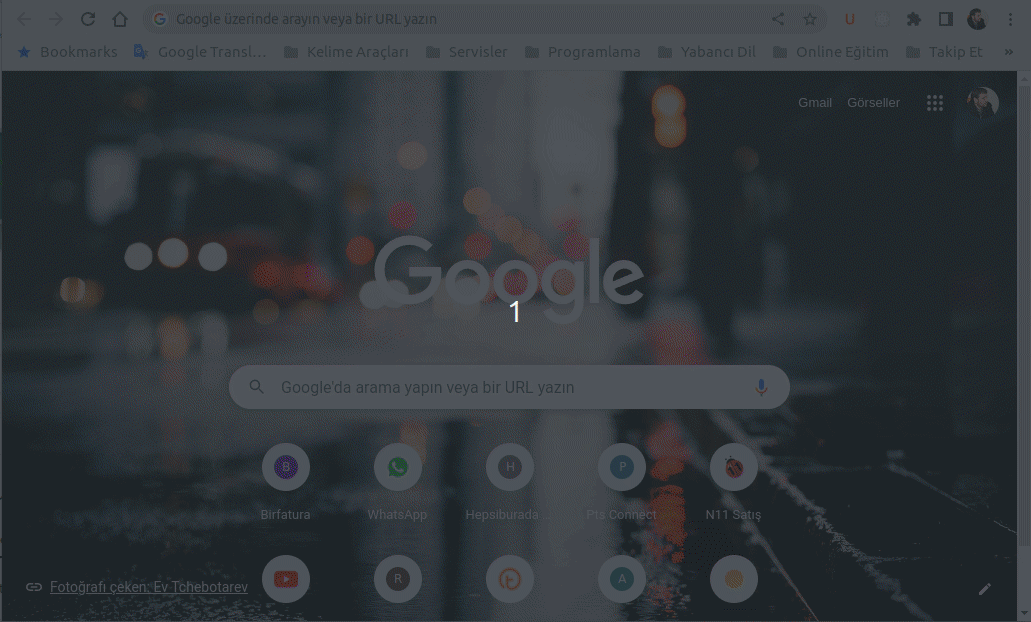 Google üzerinde arayın veya bir URL yazın
U
Bookmarks Google Transl... Kelime Araçları Servisler Programlama Yabancı Dil Online Eğitim Takip Et »
Gmail Görseller
Google
1
Google'da arama yapın veya bir URL yazın
B H P
Birfatura WhatsApp Hepsiburada ... Pts Connect N11 Satış
R t A
Fotoğrafı çeken: Ev Tchebotarev